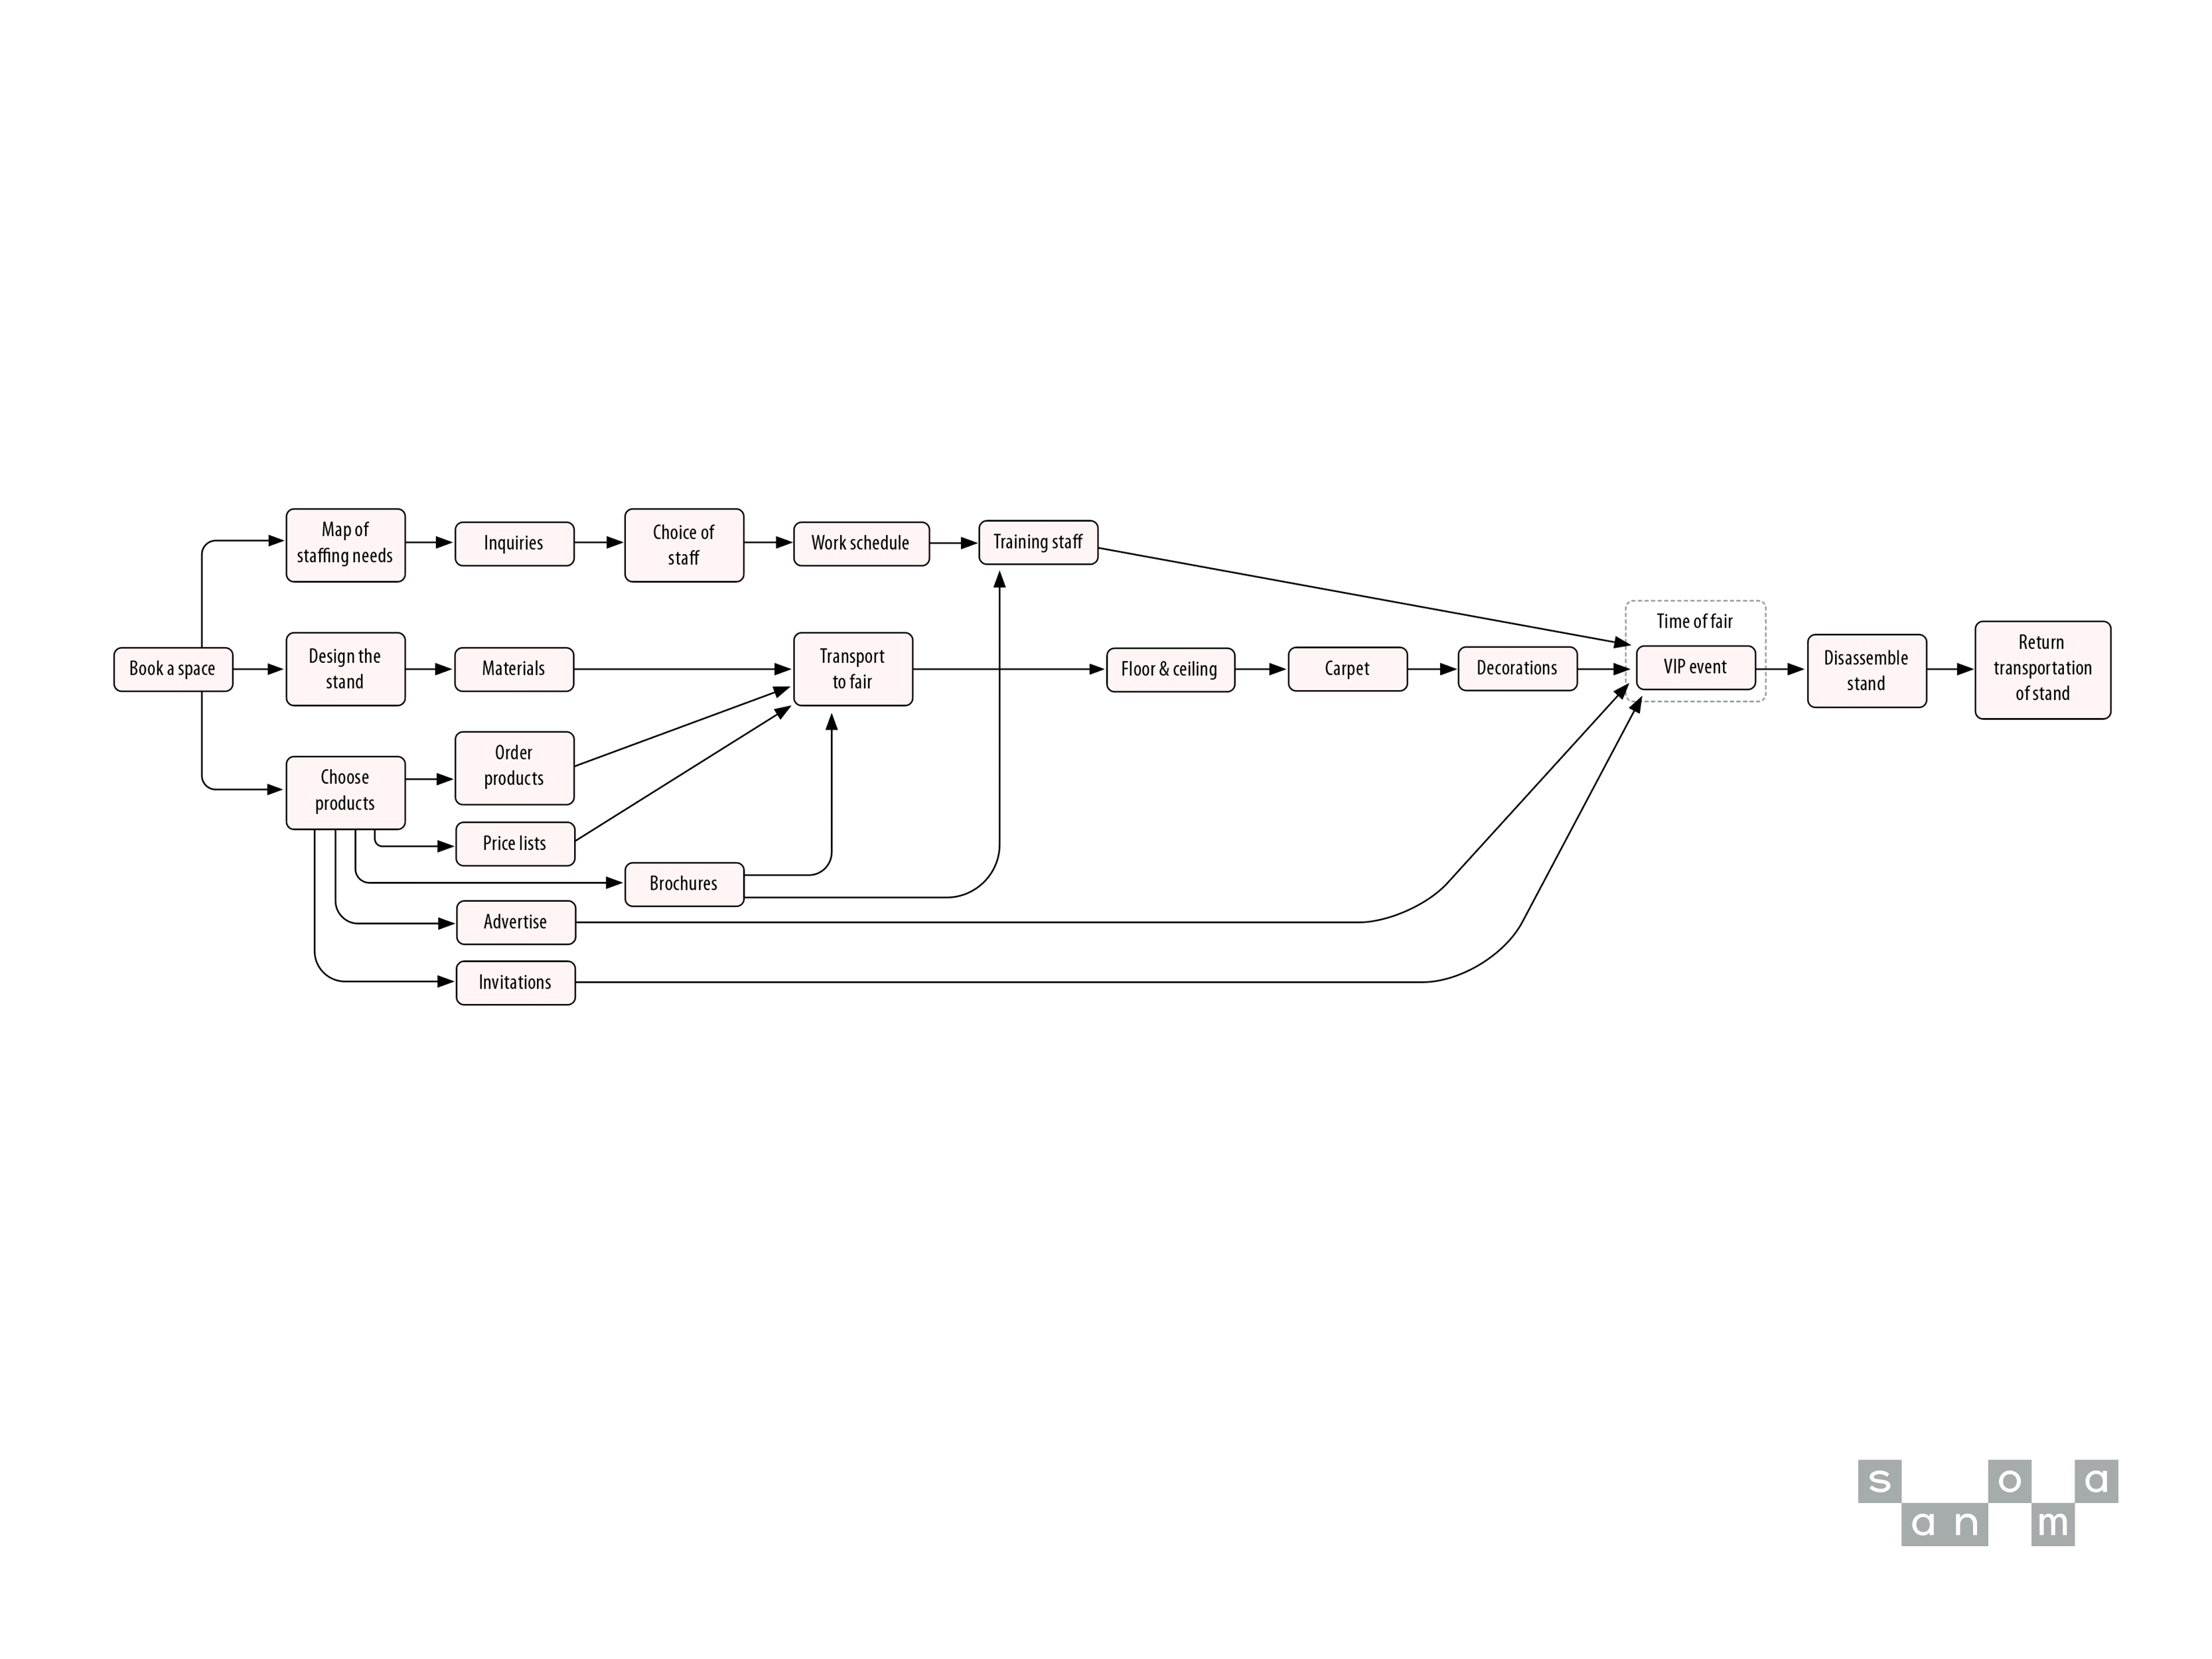 Map of
staffing needs
Inquiries
Choice of
staff
Work schedule
Training staff
Book a space
Design the
stand
Materials
Transport
to fair
Floor & ceiling
Carpet
Decorations
Time of fair
VIP event
Disassemble
stand
Return
transportation
of stand
Choose
products
Order
products
Price lists
Brochures
Advertise
Invitations
sanoma